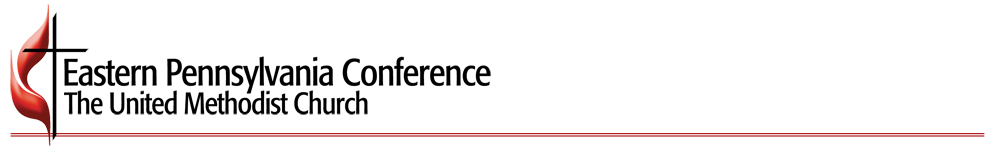 Eastern Pennsylvania Conference
The United Methodist Church